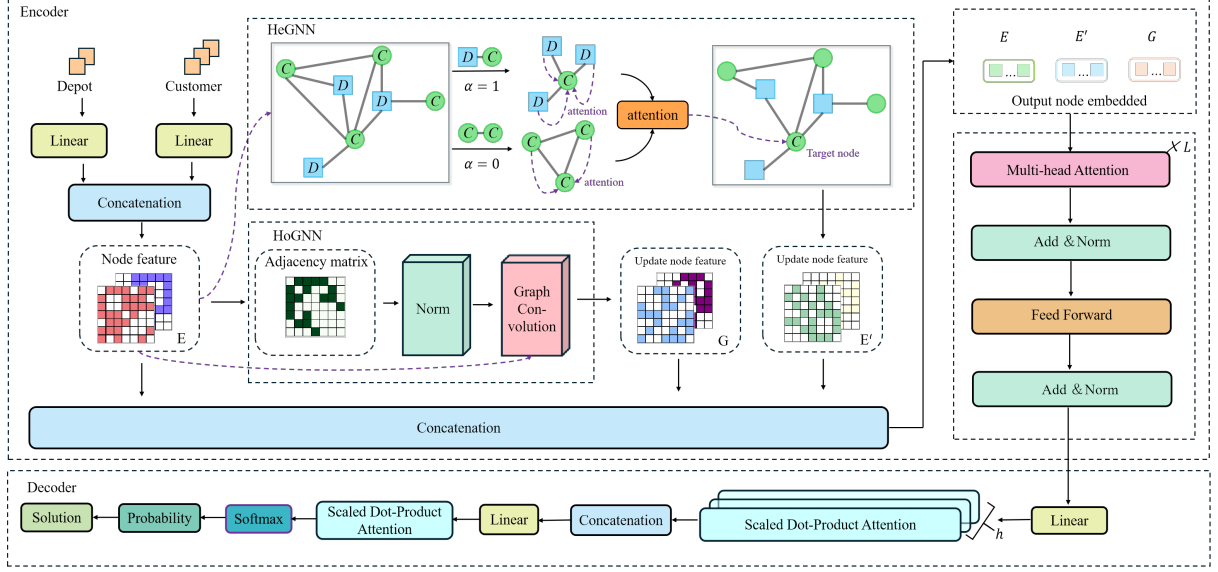 Encoder
Depot
Customer
Linear
Linear
Concatenation
Node feature
E
HeGNN
C
C
D
D
C
C
D
D C
α = 1
C C
α = 0
D
D
C
D
attention
C
C
C
attention
attention
C
Target node
HoGNN
Adjacency matrix
Norm
Graph
Con-
volution
Update node feature
G
Update node feature
E′
Concatenation
E
E′
G
...
...
...
Output node embedded
× L
Multi-head Attention
Add & Norm
Feed Forward
Add & Norm
Decoder
Solution
Probability
Softmax
Scaled Dot-Product
Attention
Linear
Concatenation
Scaled Dot-Product Attention
h
Linear